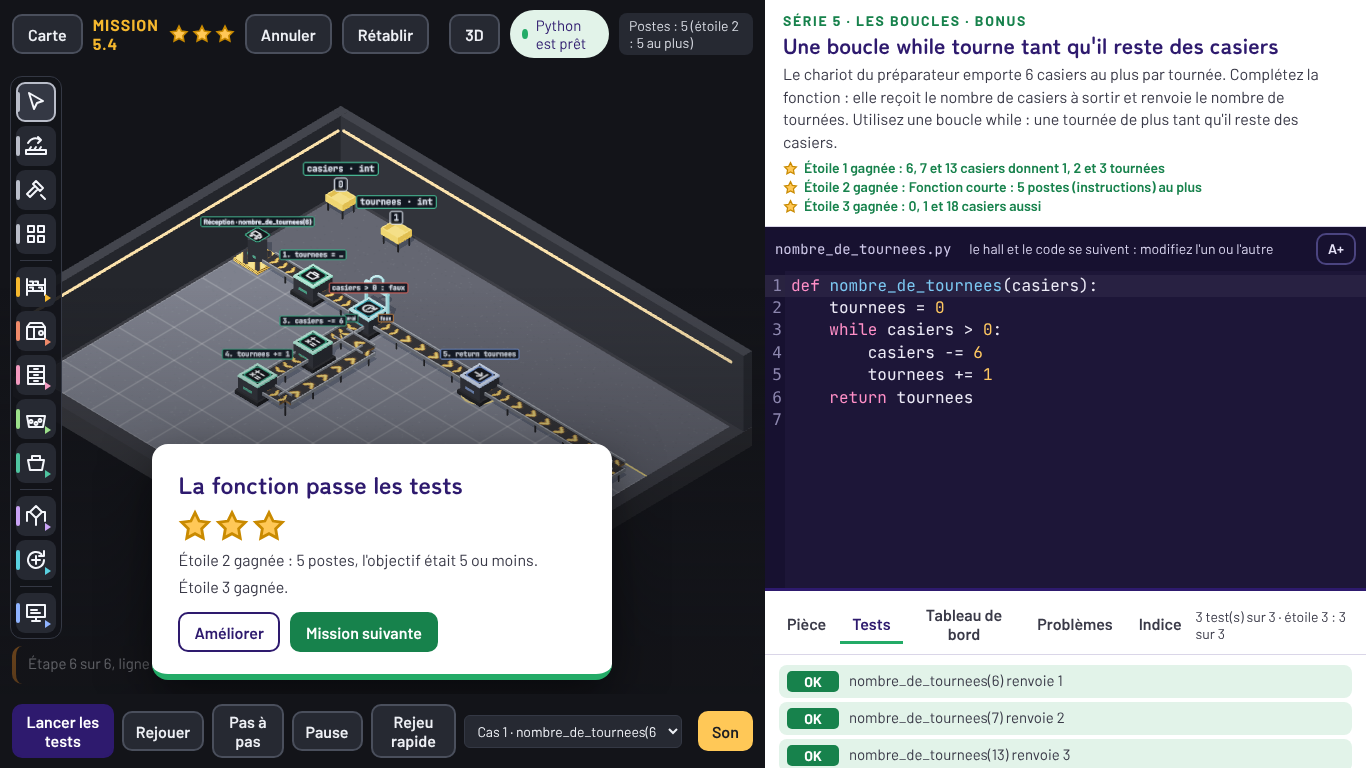 Carte
MISSION 5.4
Annuler
Rétablir
3D
Python est prêt
Postes : 5 (étoile 2 : 5 au plus)
casiers · int
0
tournees · int
1
Réception · nombre_de_tournees(6)
1. tournees = …
casiers > 0 : faux
faux
3. casiers -= 6
4. tournees += 1
5. return tournees
La fonction passe les tests
Étoile 2 gagnée : 5 postes, l'objectif était 5 ou moins.
Étoile 3 gagnée.
Améliorer
Mission suivante
Étape 6 sur 6, ligne
Lancer les tests
Rejouer
Pas à pas
Pause
Rejeu rapide
Cas 1 · nombre_de_tournees(6
Son
SÉRIE 5 · LES BOUCLES · BONUS
Une boucle while tourne tant qu'il reste des casiers
Le chariot du préparateur emporte 6 casiers au plus par tournée. Complétez la
fonction : elle reçoit le nombre de casiers à sortir et renvoie le nombre de
tournées. Utilisez une boucle while : une tournée de plus tant qu'il reste des
casiers.
Étoile 1 gagnée : 6, 7 et 13 casiers donnent 1, 2 et 3 tournées
Étoile 2 gagnée : Fonction courte : 5 postes (instructions) au plus
Étoile 3 gagnée : 0, 1 et 18 casiers aussi
nombre_de_tournees.py le hall et le code se suivent : modifiez l'un ou l'autre
A+
1 def nombre_de_tournees(casiers):
2 tournees = 0
3 while casiers > 0:
4 casiers -= 6
5 tournees += 1
6 return tournees
7
Pièce
Tests
Tableau de bord
Problèmes
Indice
3 test(s) sur 3 · étoile 3 : 3 sur 3
OK nombre_de_tournees(6) renvoie 1
OK nombre_de_tournees(7) renvoie 2
OK nombre_de_tournees(13) renvoie 3